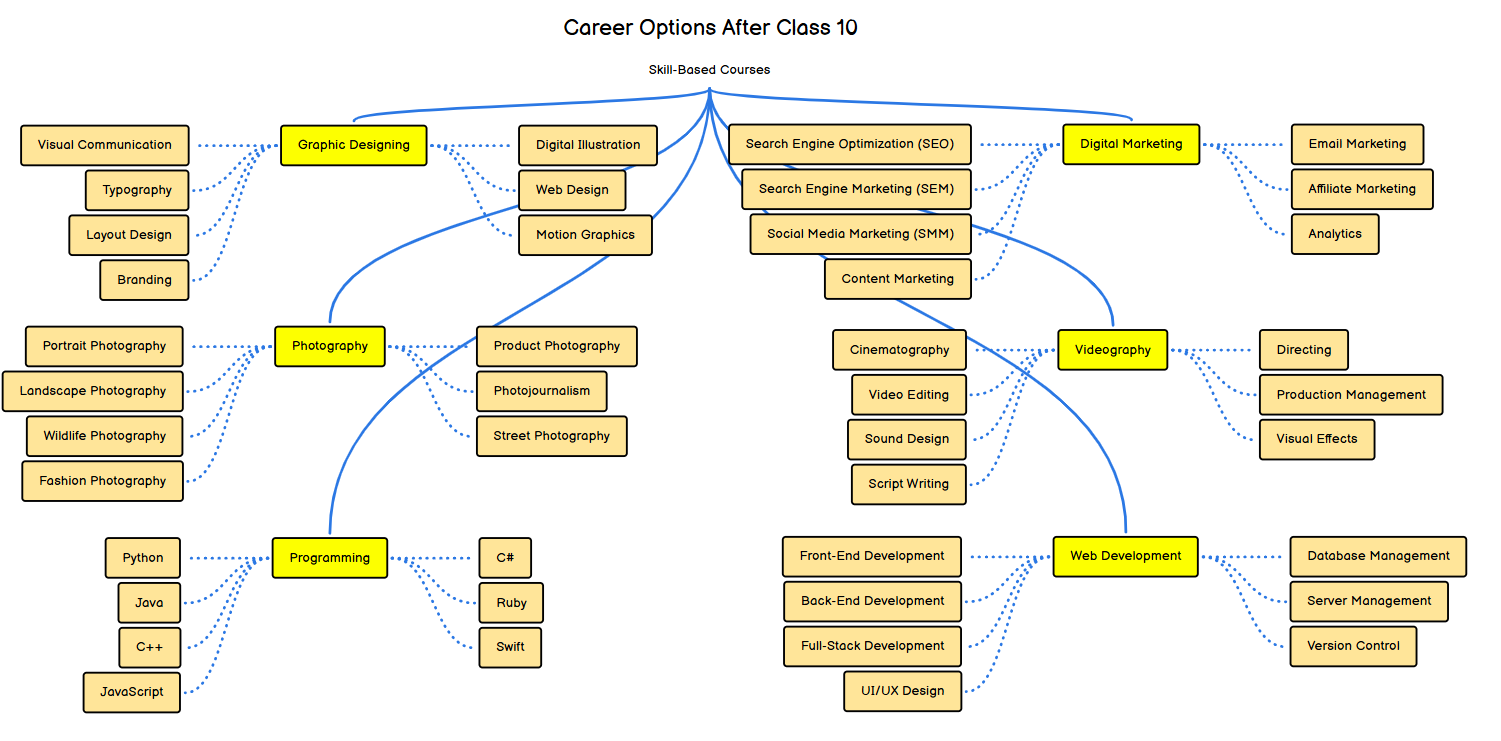 Career Options After Class 10
Skill-Based Courses
Graphic Designing
Visual Communication
Typography
Layout Design
Branding
Digital Illustration
Web Design
Motion Graphics
Digital Marketing
Search Engine Optimization (SEO)
Search Engine Marketing (SEM)
Social Media Marketing (SMM)
Content Marketing
Email Marketing
Affiliate Marketing
Analytics
Photography
Portrait Photography
Landscape Photography
Wildlife Photography
Fashion Photography
Product Photography
Photojournalism
Street Photography
Videography
Cinematography
Video Editing
Sound Design
Script Writing
Directing
Production Management
Visual Effects
Programming
Python
Java
C++
JavaScript
C#
Ruby
Swift
Web Development
Front-End Development
Back-End Development
Full-Stack Development
UI/UX Design
Database Management
Server Management
Version Control